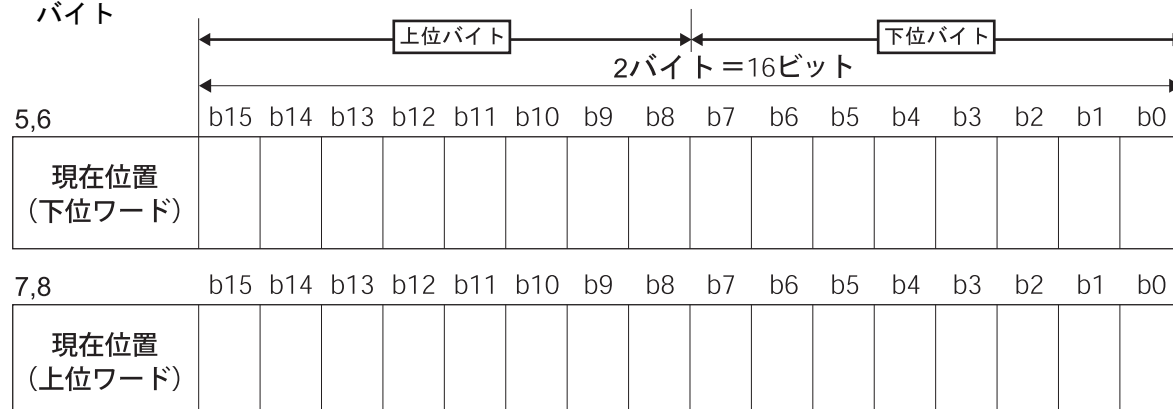 バイト
上位バイト 下位バイト
2バイト＝16ビット
5,6 b15 b14 b13 b12 b11 b10 b9 b8 b7 b6 b5 b4 b3 b2 b1 b0
現在位置
（下位ワード）
7,8 b15 b14 b13 b12 b11 b10 b9 b8 b7 b6 b5 b4 b3 b2 b1 b0
現在位置
（上位ワード）